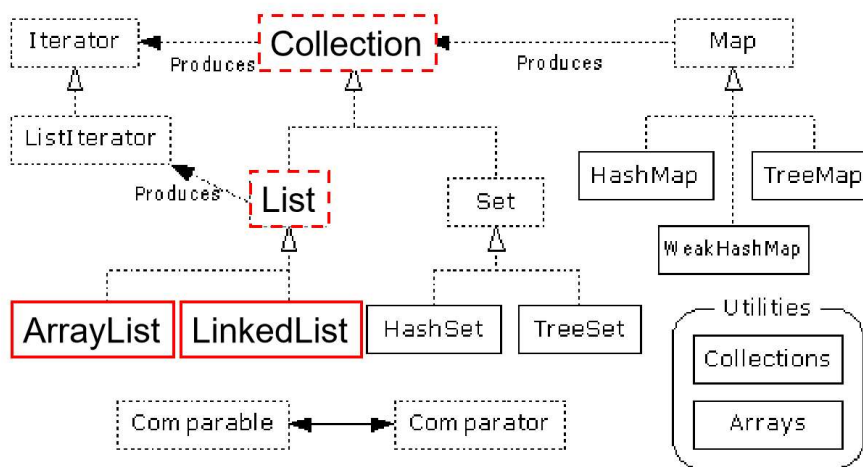 Iterator
Collection
Map
Produces
Produces
ListIterator
HashMap
TreeMap
Produces
List
Set
WeakHashMap
ArrayList
LinkedList
HashSet
TreeSet
Utilities
Collections
Comparable
Comparator
Arrays